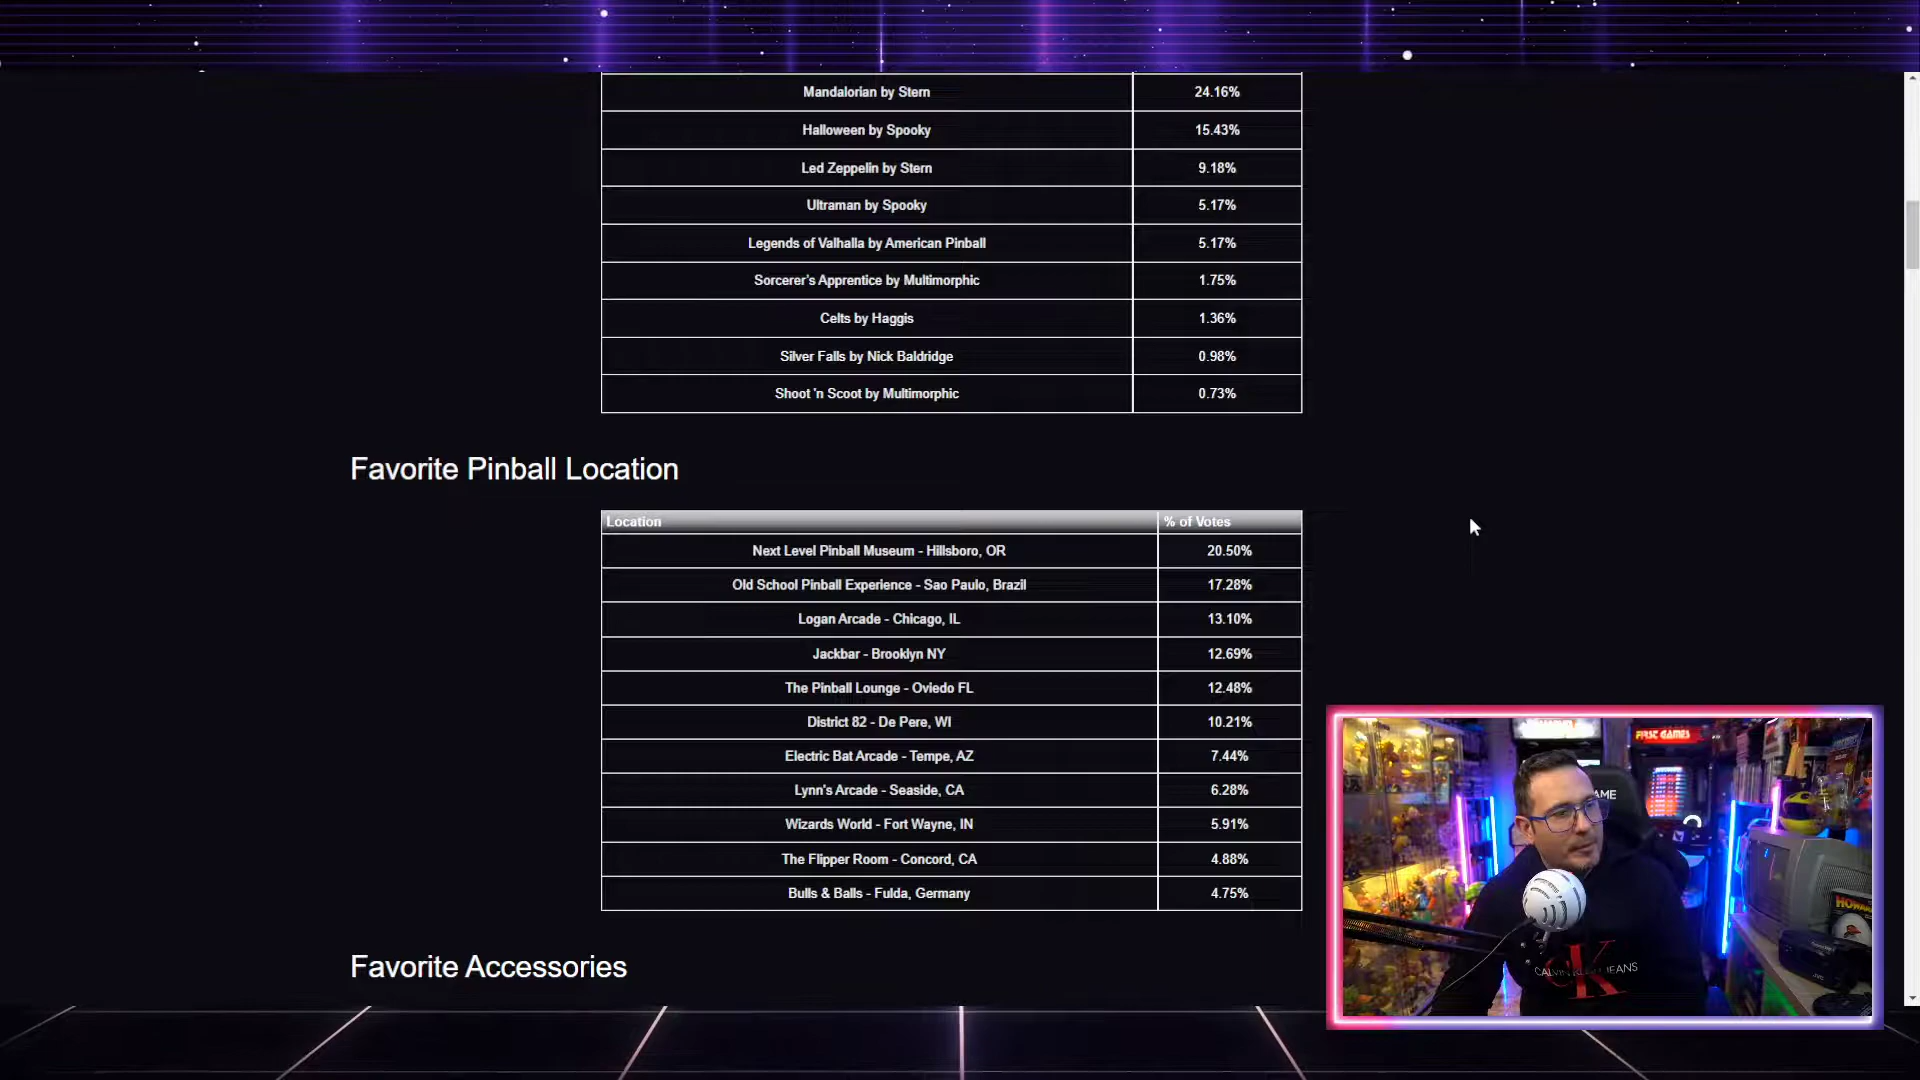 Mandalorian by Stern 24.16%
Halloween by Spooky 15.43%
Led Zeppelin by Stern 9.18%
Ultraman by Spooky 5.17%
Legends of Valhalla by American Pinball 5.17%
Sorcerer's Apprentice by Multimorphic 1.75%
Celts by Haggis 1.36%
Silver Falls by Nick Baldridge 0.98%
Shoot 'n Scoot by Multimorphic 0.73%
Favorite Pinball Location
Location % of Votes
Next Level Pinball Museum - Hillsboro, OR 20.50%
Old School Pinball Experience - Sao Paulo, Brazil 17.28%
Logan Arcade - Chicago, IL 13.10%
Jackbar - Brooklyn NY 12.69%
The Pinball Lounge - Oviedo FL 12.48%
District 82 - De Pere, WI 10.21%
Electric Bat Arcade - Tempe, AZ 7.44%
Lynn's Arcade - Seaside, CA 6.28%
Wizards World - Fort Wayne, IN 5.91%
The Flipper Room - Concord, CA 4.88%
Bulls & Balls - Fulda, Germany 4.75%
Favorite Accessories
FIRST GAMES
AME
CK
JEANS
JVC